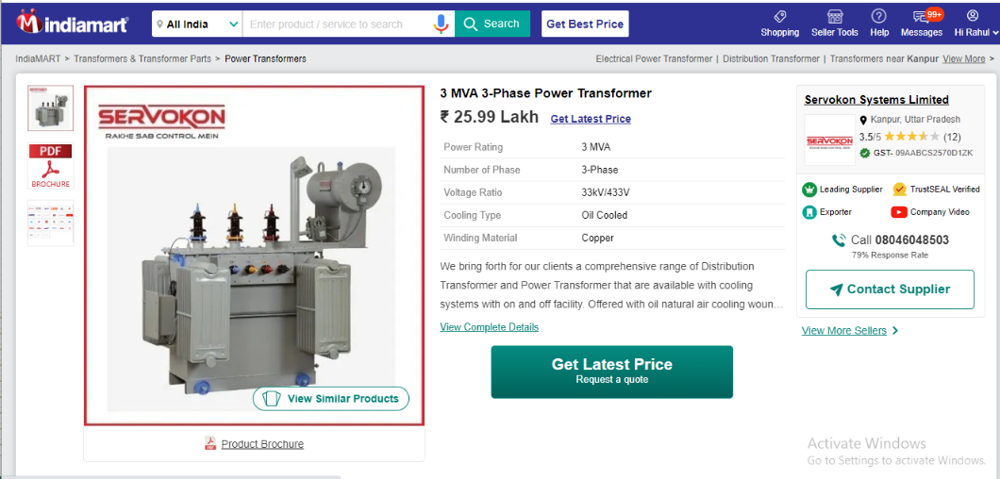 indiamart
All India
Enter product / service to search
Search
Get Best Price
Shopping
Seller Tools
Help
99+
Messages
Hi Rahul
IndiaMART > Transformers & Transformer Parts > Power Transformers
Electrical Power Transformer | Distribution Transformer | Transformers near Kanpur View More >
PDF
BROCHURE
SERVOKON
RAKHE SAB CONTROL MEIN
View Similar Products
Product Brochure
3 MVA 3-Phase Power Transformer
₹ 25.99 Lakh Get Latest Price
Power Rating 3 MVA
Number of Phase 3-Phase
Voltage Ratio 33kV/433V
Cooling Type Oil Cooled
Winding Material Copper
We bring forth for our clients a comprehensive range of Distribution
Transformer and Power Transformer that are available with cooling
systems with on and off facility. Offered with oil natural air cooling woun…
View Complete Details
Get Latest Price
Request a quote
Servokon Systems Limited
SERVOKON
Kanpur, Uttar Pradesh
3.5/5 (12)
GST- 09AABCS2570D1ZK
Leading Supplier TrustSEAL Verified
Exporter Company Video
Call 08046048503
79% Response Rate
Contact Supplier
View More Sellers >
Activate Windows
Go to Settings to activate Windows.